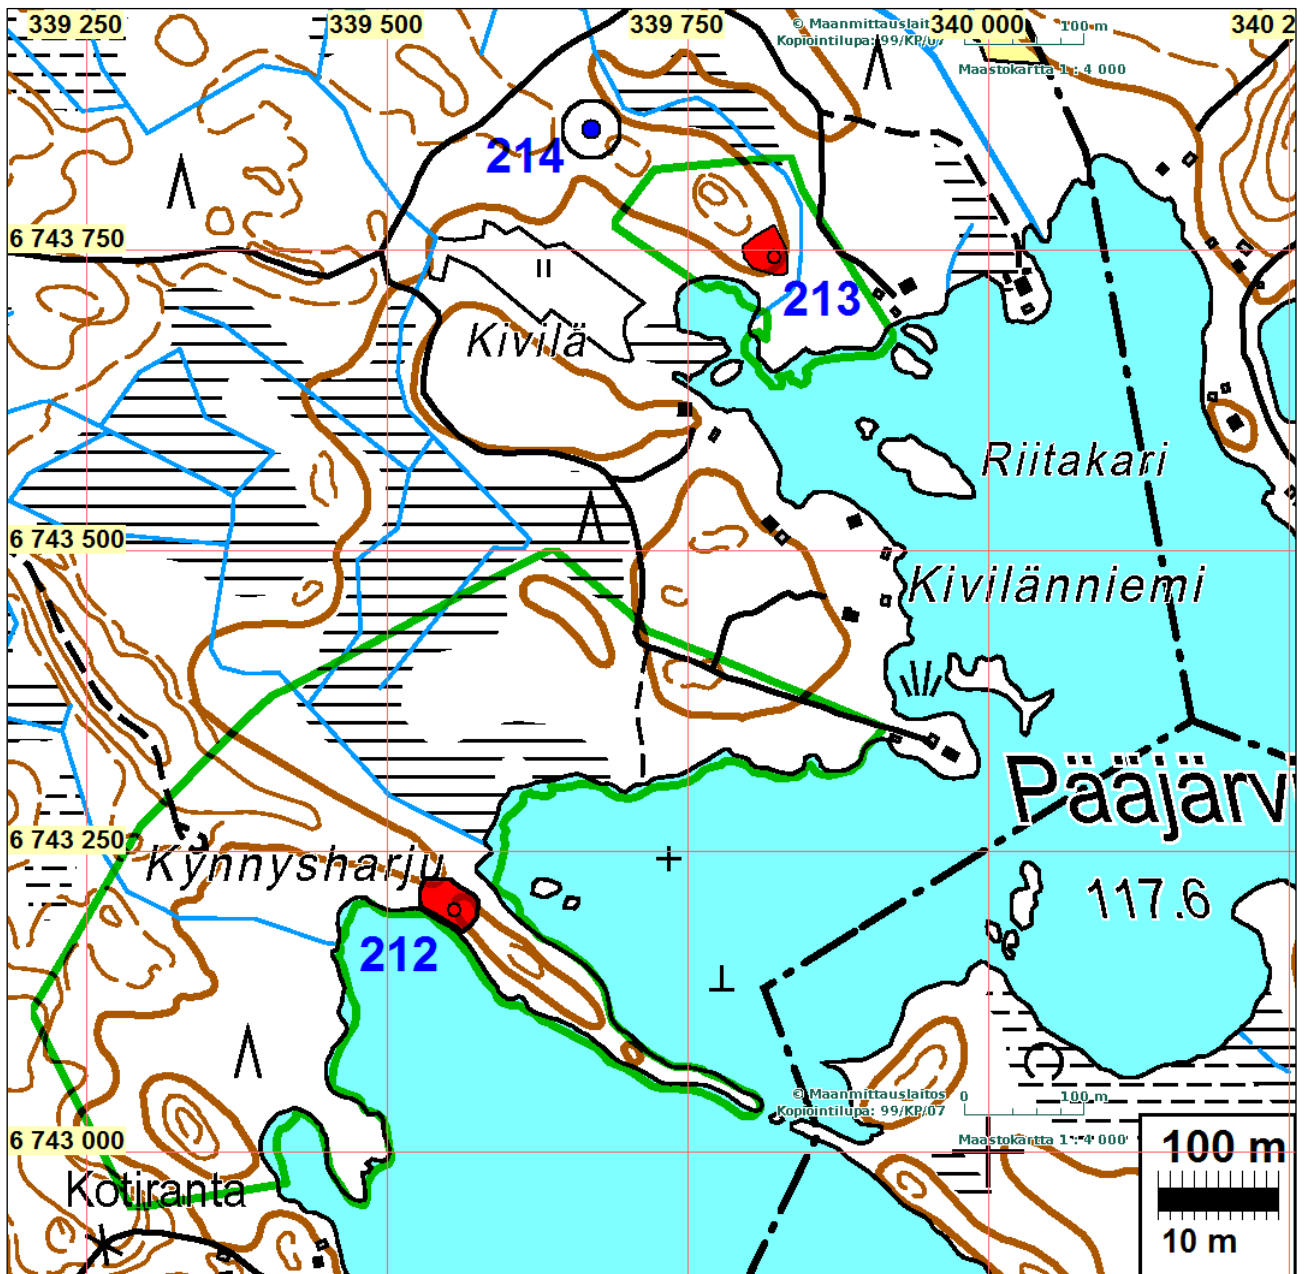 339 250
339 500
339 750
340 000
340 2
© Maanmittauslait
Kopiointilupa: 99/KP/07
100 m
Maastokartta 1 : 4 000
214
6 743 750
213
Kivilä
Riitakari
6 743 500
Kivilänniemi
Pääjärvi
6 743 250
Kynnysharju
117.6
212
© Maanmittauslaitos
Kopiointilupa: 99/KP/07
0
100 m
Maastokartta 1 : 4 000
6 743 000
100 m
Kotiranta
10 m